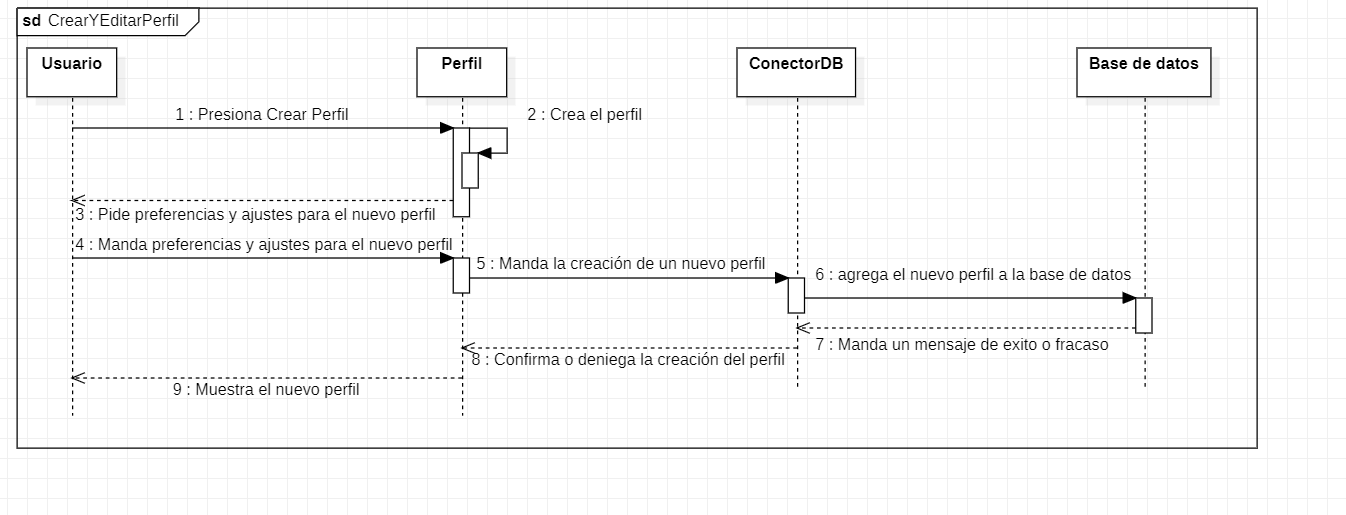 sd CrearYEditarPerfil
Usuario
Perfil
ConectorDB
Base de datos
1 : Presiona Crear Perfil
2 : Crea el perfil
3 : Pide preferencias y ajustes para el nuevo perfil
4 : Manda preferencias y ajustes para el nuevo perfil
5 : Manda la creación de un nuevo perfil
6 : agrega el nuevo perfil a la base de datos
7 : Manda un mensaje de exito o fracaso
8 : Confirma o deniega la creación del perfil
9 : Muestra el nuevo perfil